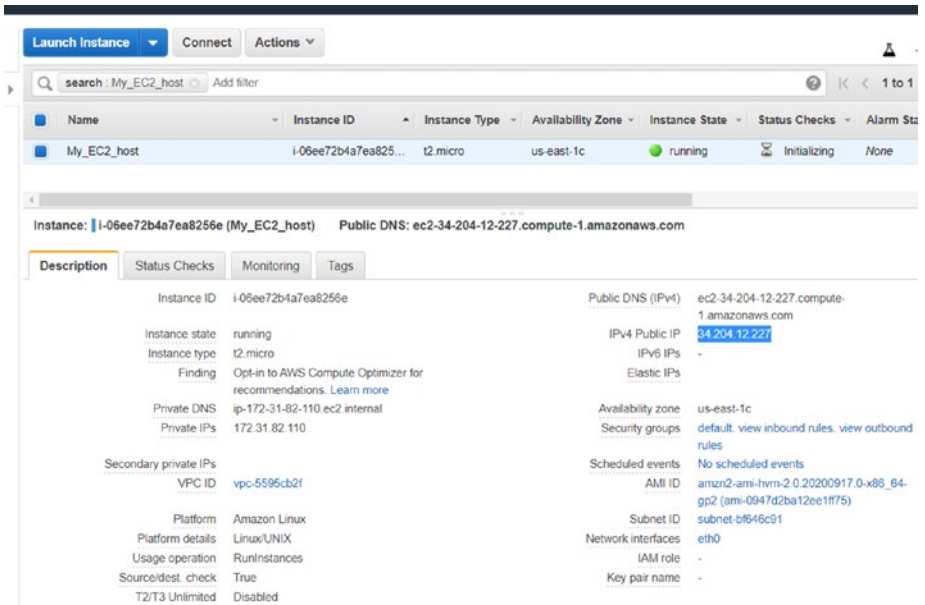 Launch Instance Connect Actions
search : My_EC2_host Add filter 1 to 1
Name Instance ID Instance Type Availability Zone Instance State Status Checks Alarm Sta
My_EC2_host i-06ee72b4a7ea825... t2.micro us-east-1c running Initializing None
Instance: i-06ee72b4a7ea8256e (My_EC2_host) Public DNS: ec2-34-204-12-227.compute-1.amazonaws.com
Description Status Checks Monitoring Tags
Instance ID i-06ee72b4a7ea8256e Public DNS (IPv4) ec2-34-204-12-227.compute-
1.amazonaws.com
Instance state running IPv4 Public IP 34.204.12.227
Instance type t2.micro IPv6 IPs -
Finding Opt-in to AWS Compute Optimizer for Elastic IPs
recommendations. Learn more
Private DNS ip-172-31-82-110.ec2.internal Availability zone us-east-1c
Private IPs 172.31.82.110 Security groups default. view inbound rules. view outbound
rules
Secondary private IPs Scheduled events No scheduled events
VPC ID vpc-5595cb2f AMI ID amzn2-ami-hvm-2.0.20200917.0-x86_64-
gp2 (ami-0947d2ba12ee1ff75)
Platform Amazon Linux Subnet ID subnet-bf646c91
Platform details Linux/UNIX Network interfaces eth0
Usage operation RunInstances IAM role -
Source/dest. check True Key pair name -
T2/T3 Unlimited Disabled